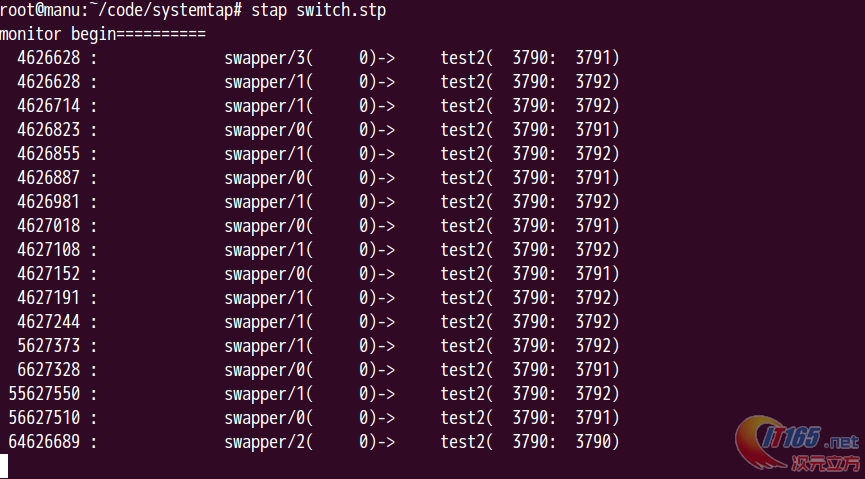 root@manu:~/code/systemtap# stap switch.stp
monitor begin==========
4626628 : swapper/3( 0)-> test2( 3790: 3791)
4626628 : swapper/1( 0)-> test2( 3790: 3792)
4626714 : swapper/1( 0)-> test2( 3790: 3792)
4626823 : swapper/0( 0)-> test2( 3790: 3791)
4626855 : swapper/1( 0)-> test2( 3790: 3792)
4626887 : swapper/0( 0)-> test2( 3790: 3791)
4626981 : swapper/1( 0)-> test2( 3790: 3792)
4627018 : swapper/0( 0)-> test2( 3790: 3791)
4627108 : swapper/1( 0)-> test2( 3790: 3792)
4627152 : swapper/0( 0)-> test2( 3790: 3791)
4627191 : swapper/1( 0)-> test2( 3790: 3792)
4627244 : swapper/1( 0)-> test2( 3790: 3792)
5627373 : swapper/1( 0)-> test2( 3790: 3792)
6627328 : swapper/0( 0)-> test2( 3790: 3791)
55627550 : swapper/1( 0)-> test2( 3790: 3792)
56627510 : swapper/0( 0)-> test2( 3790: 3791)
64626689 : swapper/2( 0)-> test2( 3790: 3790)
IT165.net
次元立方